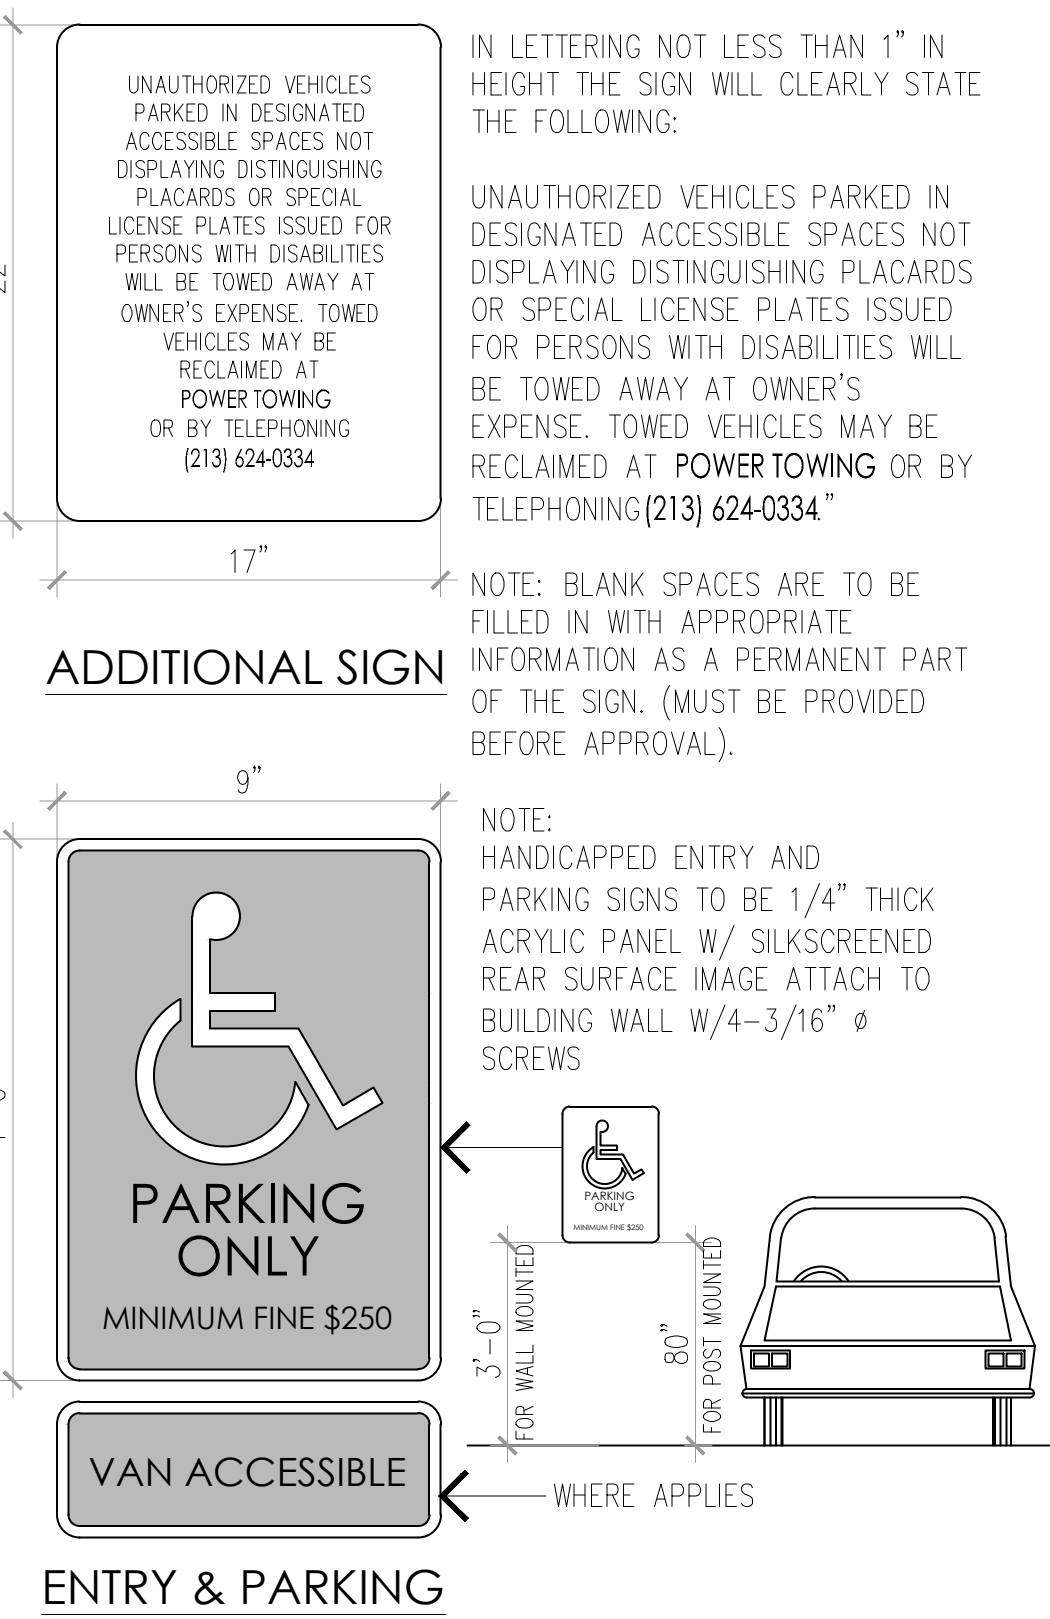 UNAUTHORIZED VEHICLES
PARKED IN DESIGNATED
ACCESSIBLE SPACES NOT
DISPLAYING DISTINGUISHING
PLACARDS OR SPECIAL
LICENSE PLATES ISSUED FOR
PERSONS WITH DISABILITIES
WILL BE TOWED AWAY AT
OWNER'S EXPENSE. TOWED
VEHICLES MAY BE
RECLAIMED AT
POWER TOWING
OR BY TELEPHONING
(213) 624-0334
17"
ADDITIONAL SIGN
IN LETTERING NOT LESS THAN 1" IN
HEIGHT THE SIGN WILL CLEARLY STATE
THE FOLLOWING:
UNAUTHORIZED VEHICLES PARKED IN
DESIGNATED ACCESSIBLE SPACES NOT
DISPLAYING DISTINGUISHING PLACARDS
OR SPECIAL LICENSE PLATES ISSUED
FOR PERSONS WITH DISABILITIES WILL
BE TOWED AWAY AT OWNER'S
EXPENSE. TOWED VEHICLES MAY BE
RECLAIMED AT POWER TOWING OR BY
TELEPHONING (213) 624-0334."
NOTE: BLANK SPACES ARE TO BE
FILLED IN WITH APPROPRIATE
INFORMATION AS A PERMANENT PART
OF THE SIGN. (MUST BE PROVIDED
BEFORE APPROVAL).
9"
PARKING
ONLY
MINIMUM FINE $250
VAN ACCESSIBLE
ENTRY & PARKING
NOTE:
HANDICAPPED ENTRY AND
PARKING SIGNS TO BE 1/4" THICK
ACRYLIC PANEL W/ SILKSCREENED
REAR SURFACE IMAGE ATTACH TO
BUILDING WALL W/4-3/16" ø
SCREWS
PARKING
ONLY
MINIMUM FINE $250
3'-0"
FOR WALL MOUNTED
80"
FOR POST MOUNTED
WHERE APPLIES